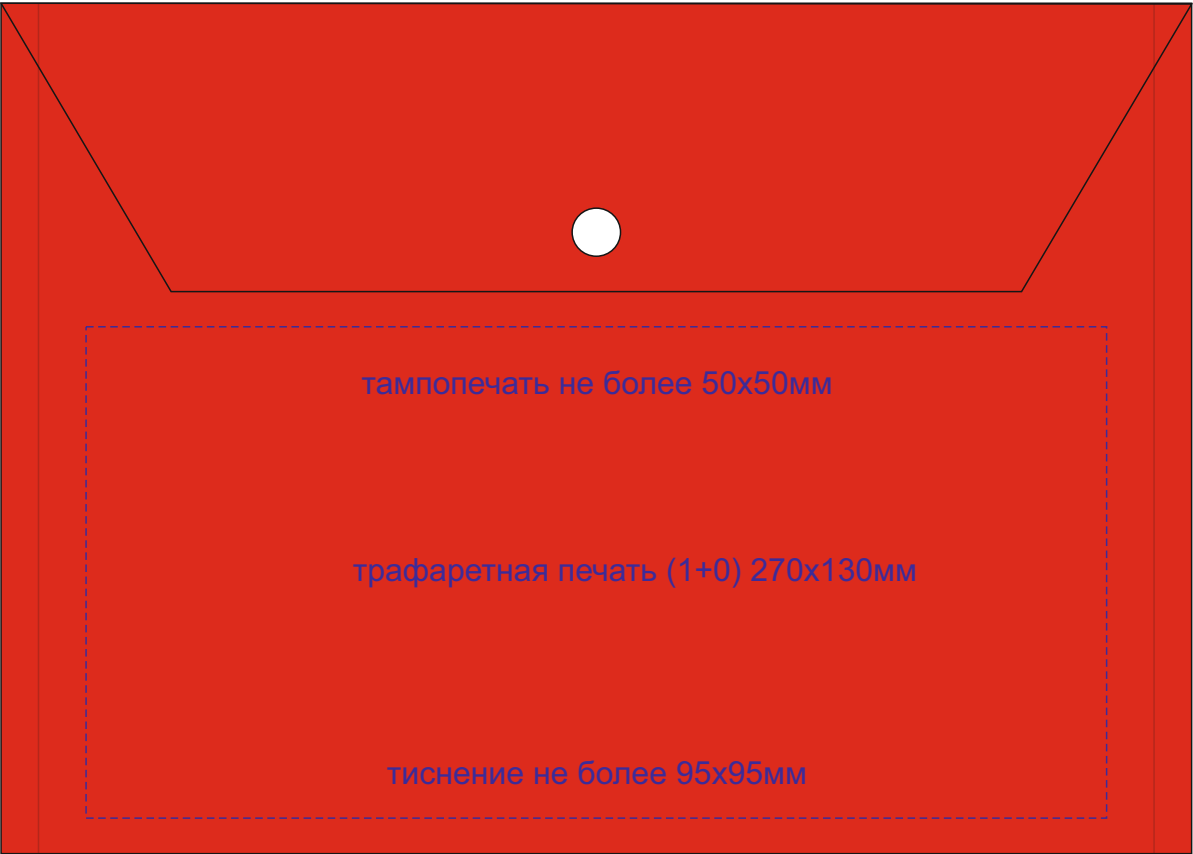 тампопечать не более 50х50мм
трафаретная печать (1+0) 270х130мм
тиснение не более 95х95мм